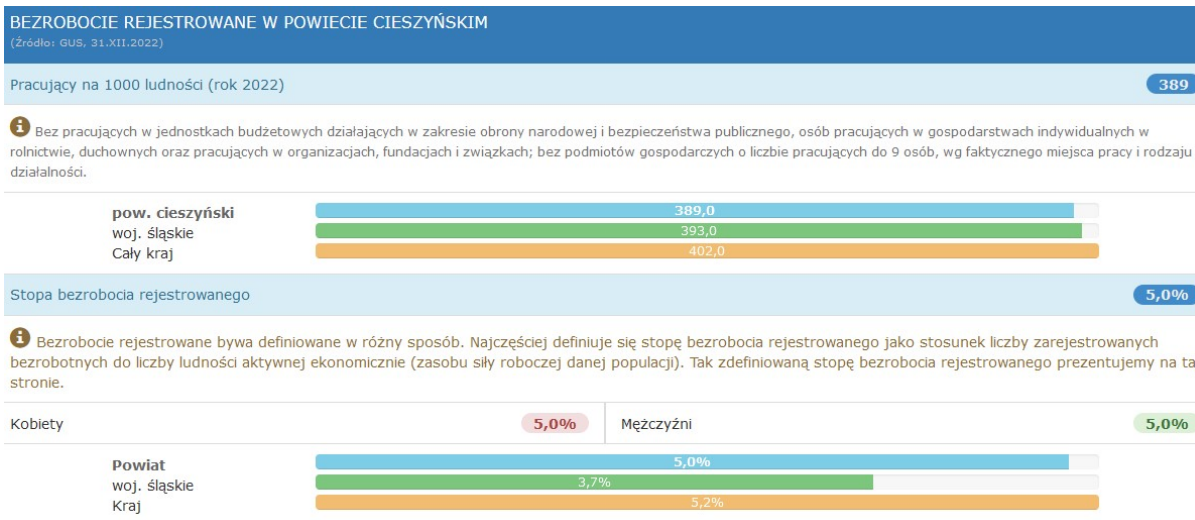 BEZROBOCIE REJESTROWANE W POWIECIE CIESZYŃSKIM
(Źródło: GUS, 31.XII.2022)
Pracujący na 1000 ludności (rok 2022) 389
Bez pracujących w jednostkach budżetowych działających w zakresie obrony narodowej i bezpieczeństwa publicznego, osób pracujących w gospodarstwach indywidualnych w
rolnictwie, duchownych oraz pracujących w organizacjach, fundacjach i związkach; bez podmiotów gospodarczych o liczbie pracujących do 9 osób, wg faktycznego miejsca pracy i rodzaju
działalności.
pow. cieszyński 389,0
woj. śląskie 393,0
Cały kraj 402,0
Stopa bezrobocia rejestrowanego 5,0%
Bezrobocie rejestrowane bywa definiowane w różny sposób. Najczęściej definiuje się stopę bezrobocia rejestrowanego jako stosunek liczby zarejestrowanych
bezrobotnych do liczby ludności aktywnej ekonomicznie (zasobu siły roboczej danej populacji). Tak zdefiniowaną stopę bezrobocia rejestrowanego prezentujemy na ta
stronie.
Kobiety 5,0% Mężczyźni 5,0%
Powiat 5,0%
woj. śląskie 3,7%
Kraj 5,2%